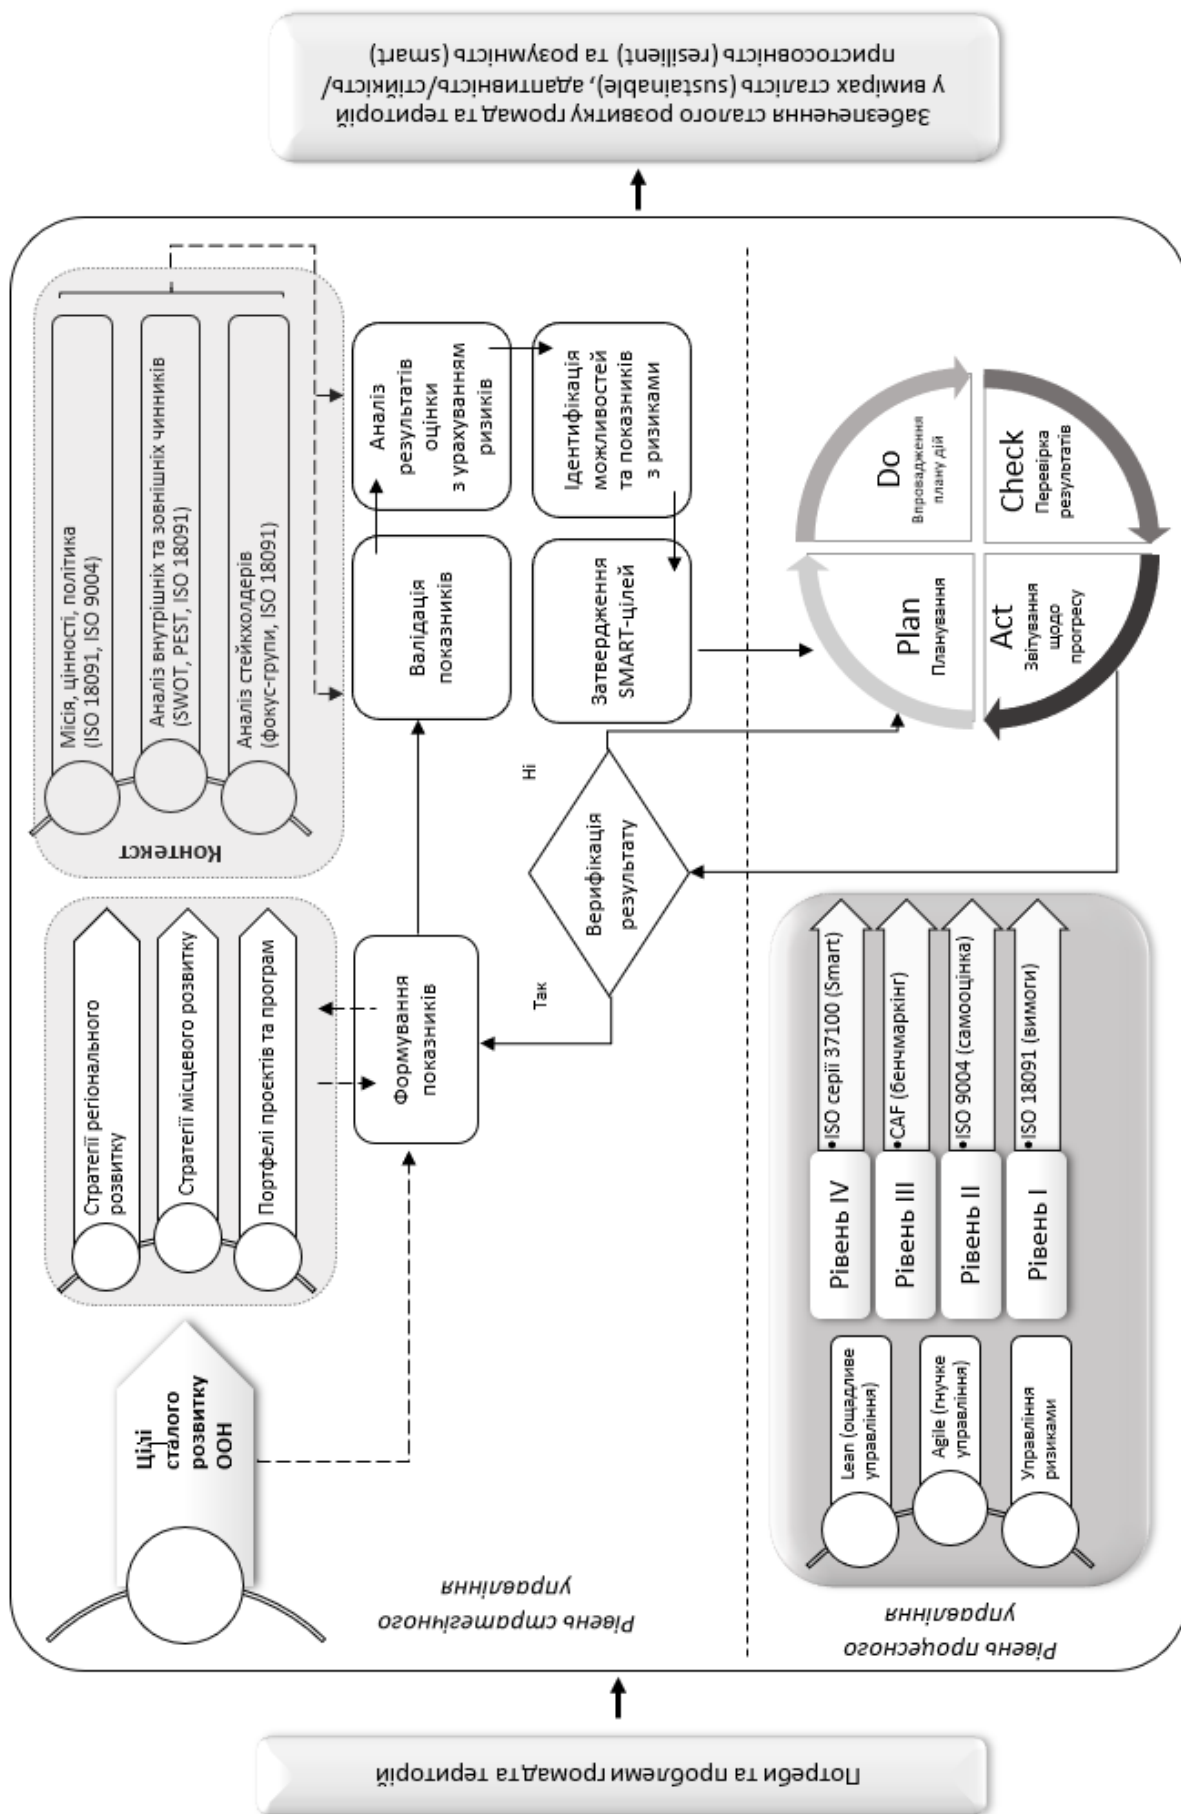 Потреби та проблеми громад та територій
Рівень стратегічного
управління
Цілі
сталого
розвитку
ООН
Стратегії регіонального
розвитку
Стратегії місцевого розвитку
Портфелі проектів та програм
Контекст
Місія, цінності, політика
(ISO 18091, ISO 9004)
Аналіз внутрішніх та зовнішніх чинників
(SWOT, PEST, ISO 18091)
Аналіз стейкхолдерів
(фокус-групи, ISO 18091)
Формування
показників
Валідація
показників
Аналіз
результатів
оцінки
з урахуванням
ризиків
Ідентифікація
можливостей
та показників
з ризиками
Затвердження
SMART-цілей
Верифікація
результату
Так
Ні
Рівень процесного
управління
Lean (ощадливе
управління)
Agile (гнучке
управління)
Управління
ризиками
Рівень IV
•ISO серії 37100 (Smart)
Рівень III
•CAF (бенчмаркінг)
Рівень II
•ISO 9004 (самооцінка)
Рівень I
•ISO 18091 (вимоги)
Plan
Планування
Do
Впровадження
плану дій
Act
Звітування
щодо
прогресу
Check
Перевірка
результатів
Забезпечення сталого розвитку громад та територій
у вимірах сталість (sustainable), адаптивність/стійкість/
пристосовність (resilient) та розумність (smart)